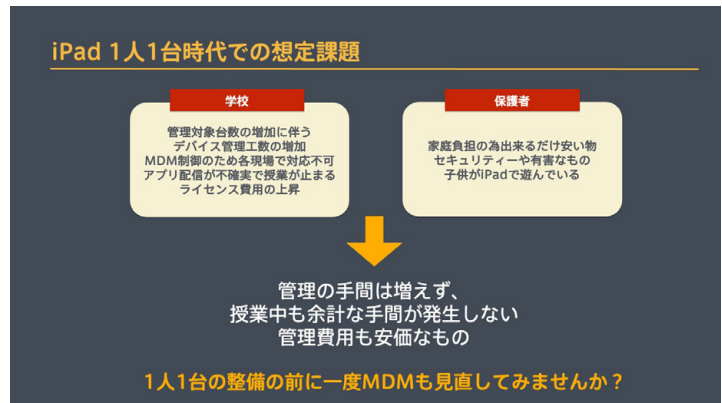 iPad 1人1台時代での想定課題
学校
管理対象台数の増加に伴う
デバイス管理工数の増加
MDM制御のため各現場で対応不可
アプリ配信が不確実で授業が止まる
ライセンス費用の上昇
保護者
家庭負担の為出来るだけ安い物
セキュリティーや有害なもの
子供がiPadで遊んでいる
管理の手間は増えず、
授業中も余計な手間が発生しない
管理費用も安価なもの
1人1台の整備の前に一度MDMも見直してみませんか？